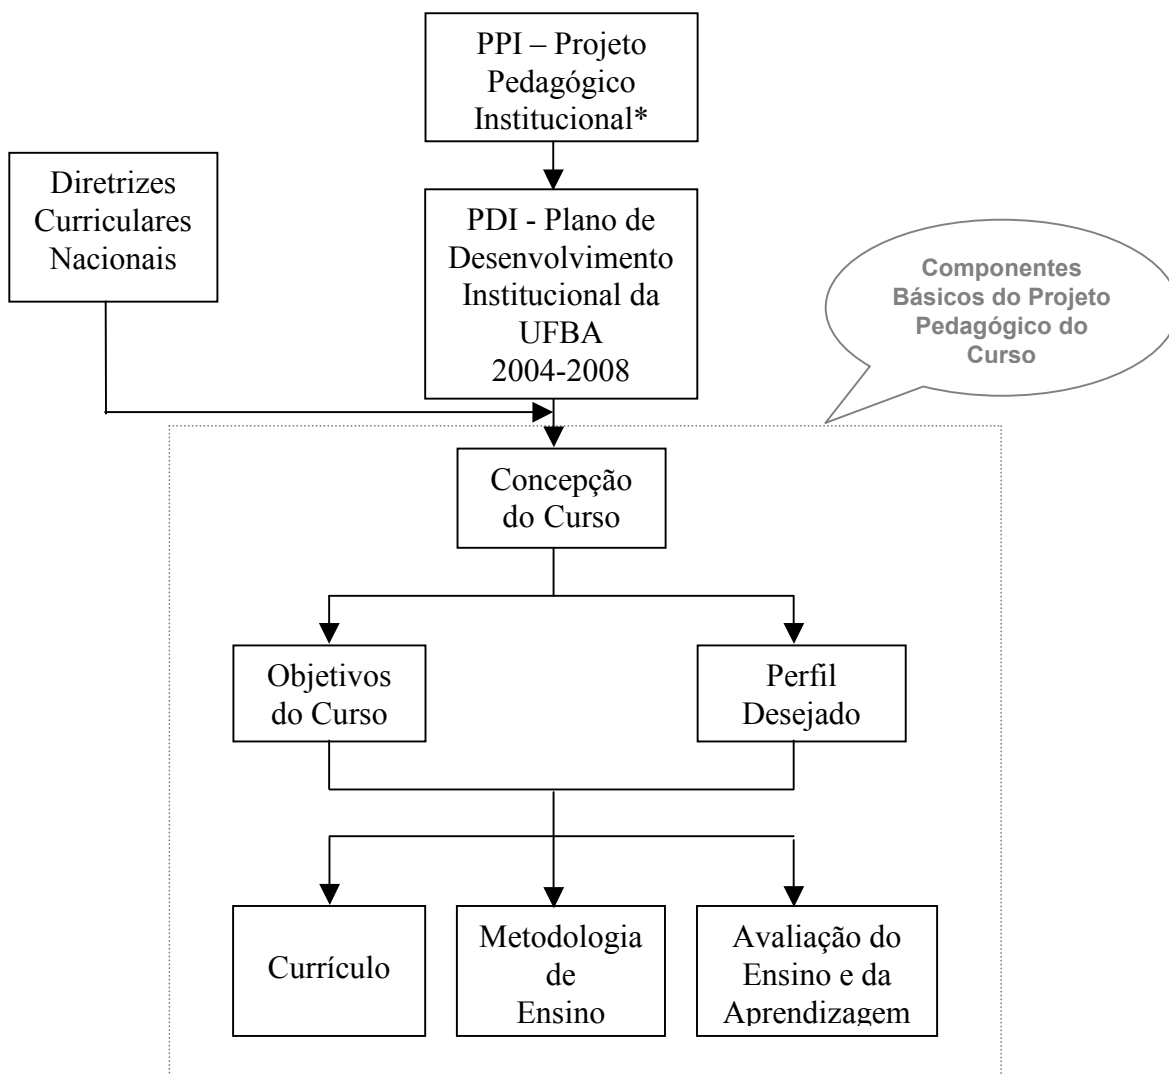 PPI – Projeto
Pedagógico
Institucional*
Diretrizes
Curriculares
Nacionais
PDI - Plano de
Desenvolvimento
Institucional da
UFBA
2004-2008
Componentes
Básicos do Projeto
Pedagógico do
Curso
Concepção
do Curso
Objetivos
do Curso
Perfil
Desejado
Currículo
Metodologia
de
Ensino
Avaliação do
Ensino e da
Aprendizagem